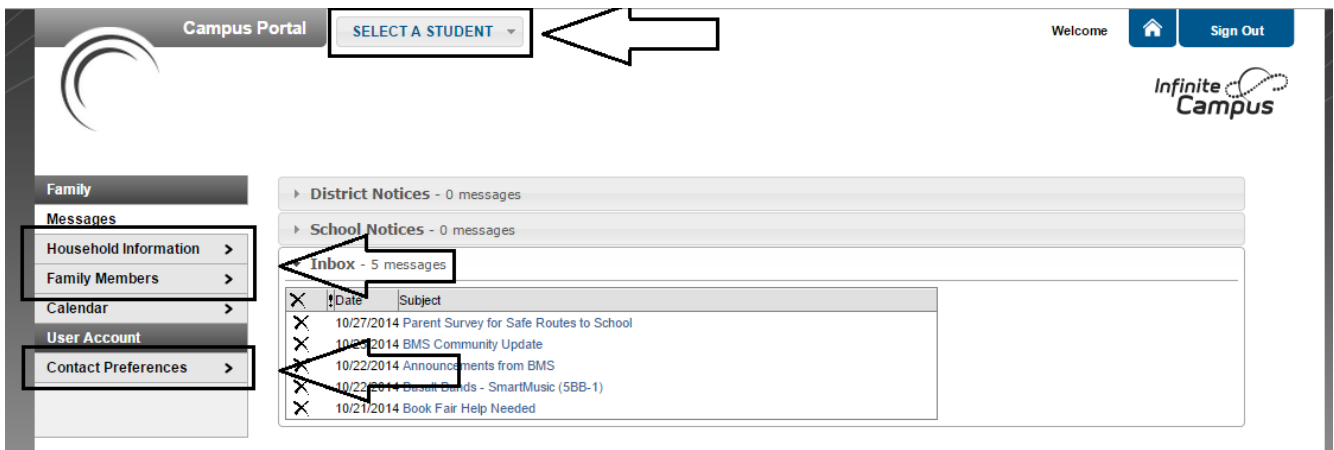 Campus Portal
SELECT A STUDENT
Welcome
Sign Out
Infinite
Campus
Family
Messages
Household Information >
Family Members >
Calendar >
User Account
Contact Preferences >
District Notices - 0 messages
School Notices - 0 messages
Inbox - 5 messages
! Date Subject
10/27/2014 Parent Survey for Safe Routes to School
BMS Community Update
10/22/2014 Announcements from BMS
10/22/2014 Basalt Bands - SmartMusic (5BB-1)
10/21/2014 Book Fair Help Needed